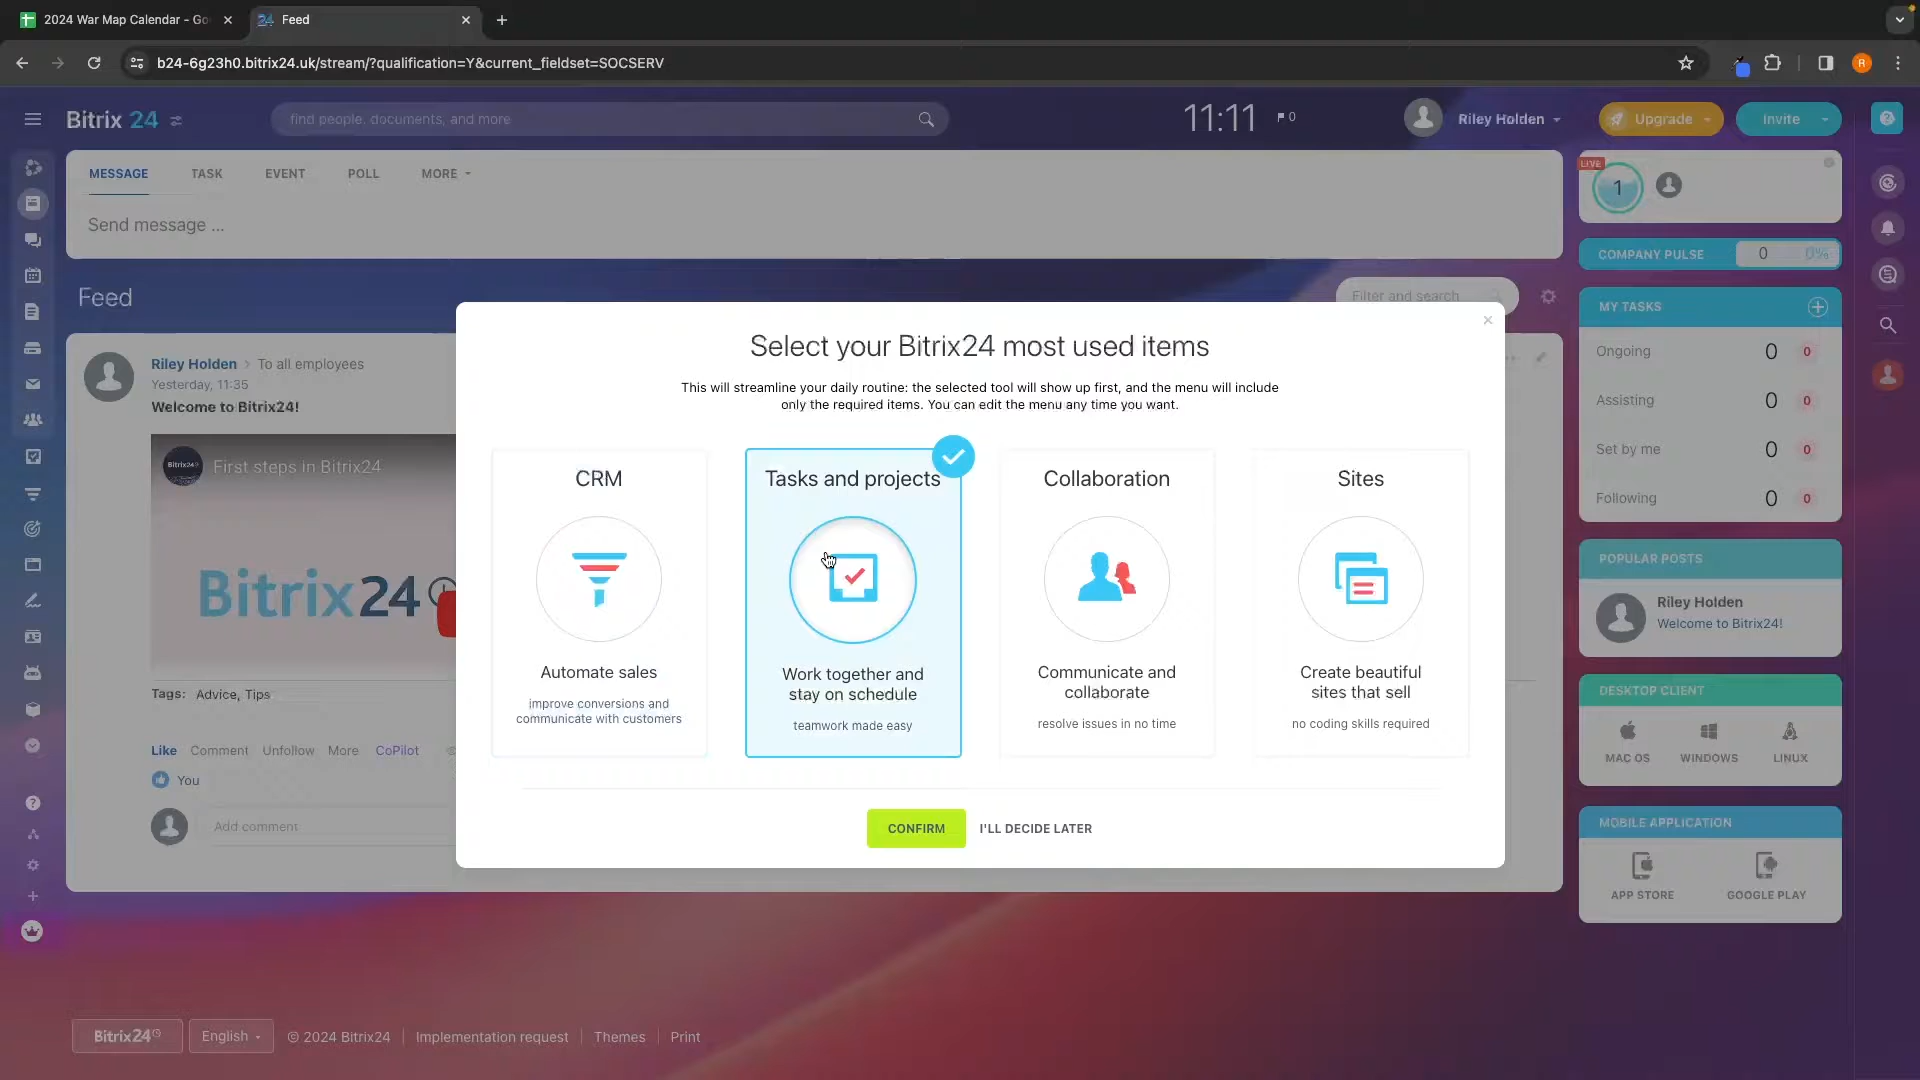 2024 War Map Calendar - Go
Feed
b24-6g23h0.bitrix24.uk/stream/?qualification=Y&current_fieldset=SOCSERV
R
Bitrix 24
find people, documents, and more
11:11
0
Riley Holden
Upgrade
Invite
MESSAGE
TASK
EVENT
POLL
MORE
Send message ...
LIVE
1
COMPANY PULSE
0
0%
Feed
Filter and search
MY TASKS
Ongoing 0 0
Assisting 0 0
Set by me 0 0
Following 0 0
Riley Holden > To all employees
Yesterday, 11:35
Welcome to Bitrix24!
Bitrix24
First steps in Bitrix24
Bitrix24
Tags: Advice, Tips
Like Comment Unfollow More CoPilot
You
Add comment
Select your Bitrix24 most used items
This will streamline your daily routine: the selected tool will show up first, and the menu will include
only the required items. You can edit the menu any time you want.
CRM
Automate sales
improve conversions and
communicate with customers
Tasks and projects
Work together and
stay on schedule
teamwork made easy
Collaboration
Communicate and
collaborate
resolve issues in no time
Sites
Create beautiful
sites that sell
no coding skills required
CONFIRM
I'LL DECIDE LATER
POPULAR POSTS
Riley Holden
Welcome to Bitrix24!
DESKTOP CLIENT
MAC OS
WINDOWS
LINUX
MOBILE APPLICATION
APP STORE
GOOGLE PLAY
Bitrix24
English
© 2024 Bitrix24
Implementation request
Themes
Print